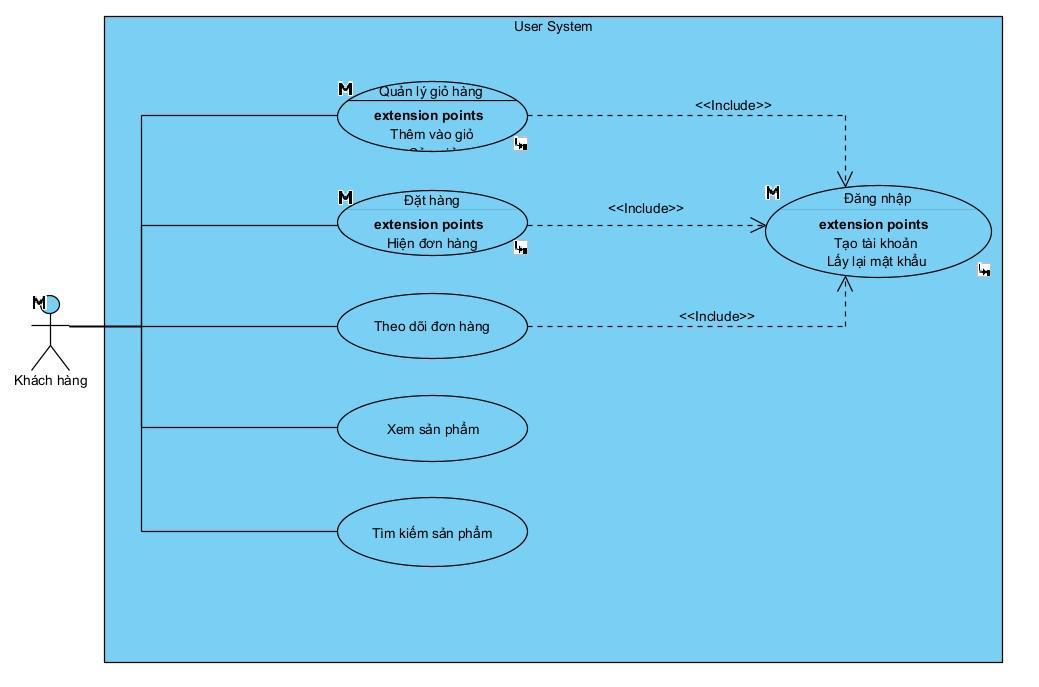 User System
Quản lý giỏ hàng
extension points
Thêm vào giỏ
<<Include>>
Đặt hàng
extension points
Hiện đơn hàng
<<Include>>
Đăng nhập
extension points
Tạo tài khoản
Lấy lại mật khẩu
Theo dõi đơn hàng
<<Include>>
Khách hàng
Xem sản phẩm
Tìm kiếm sản phẩm